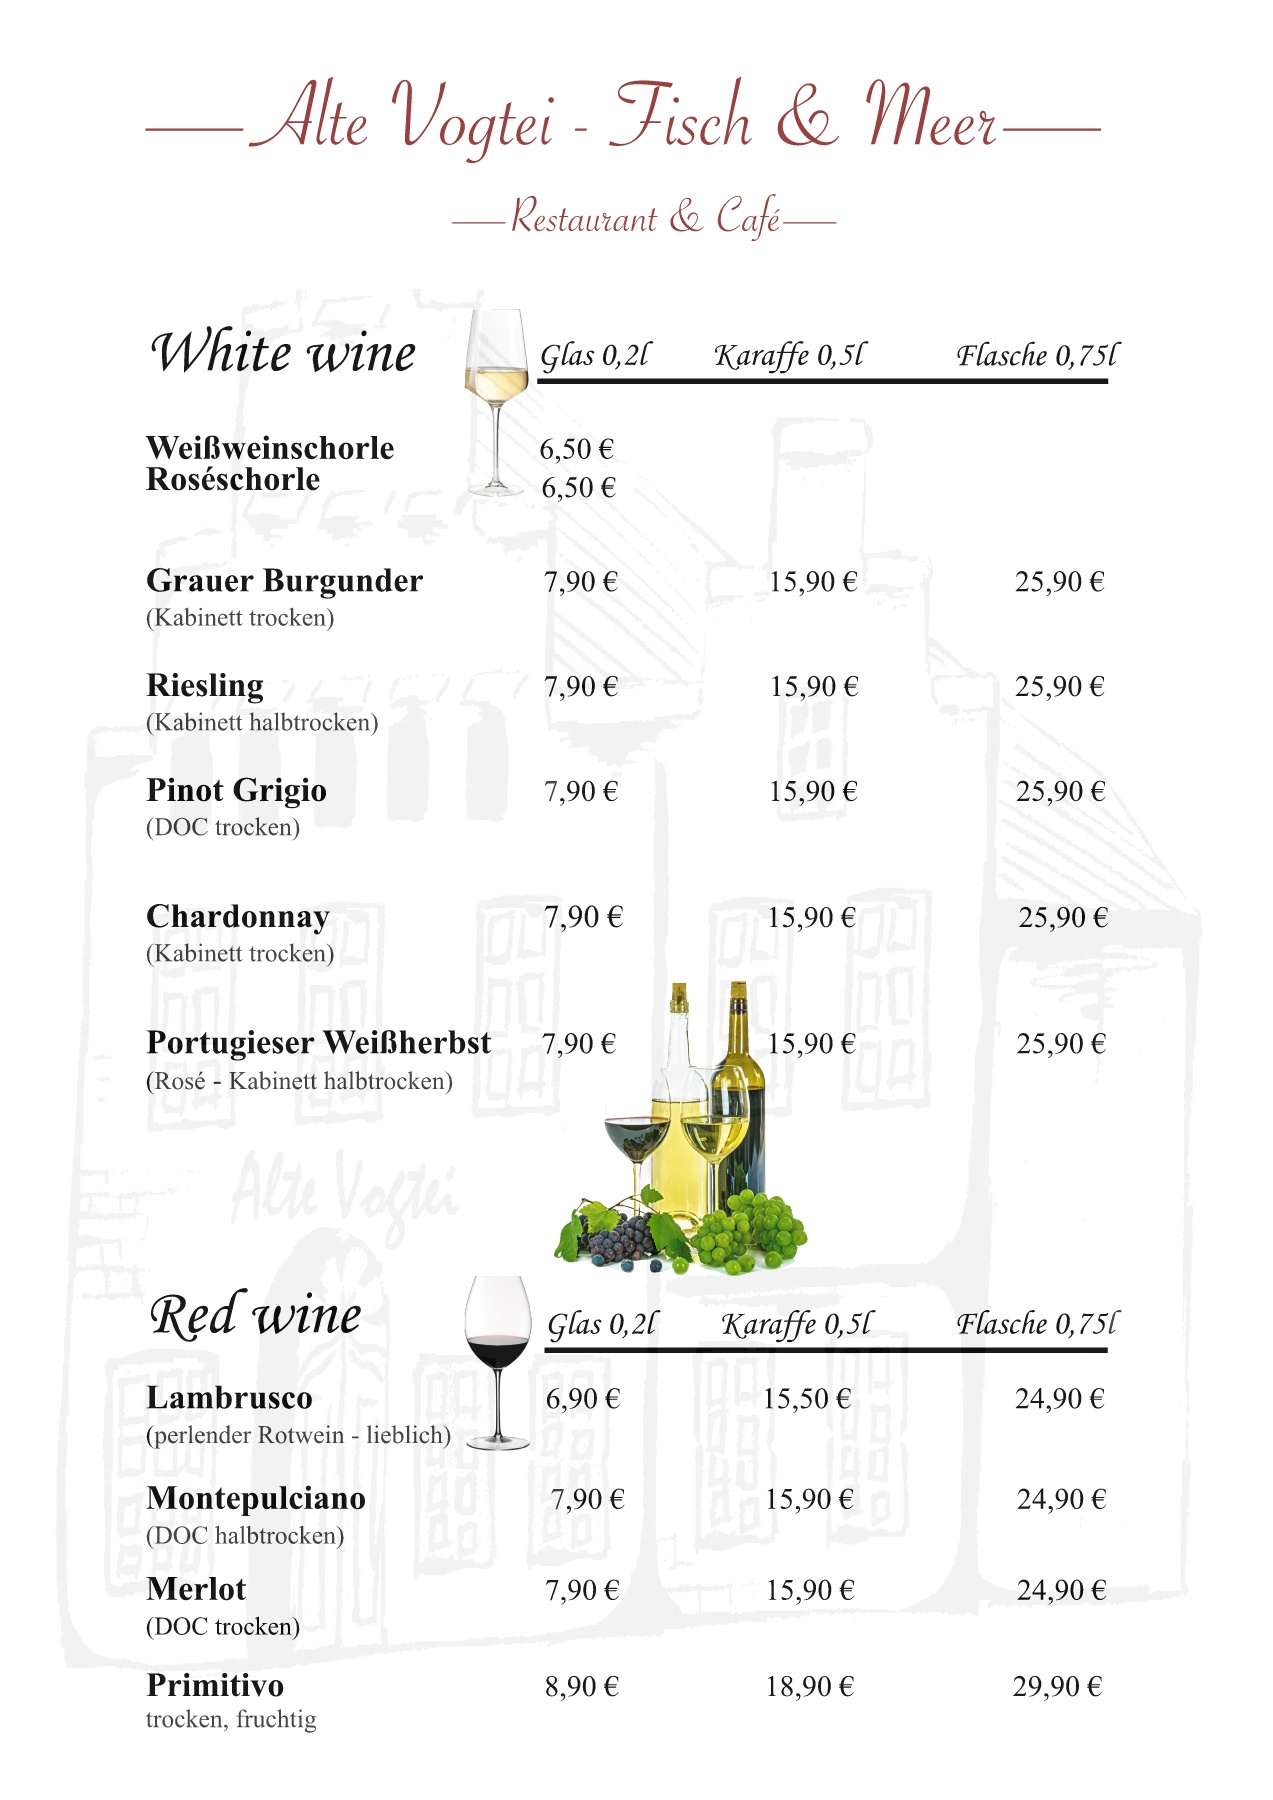 Alte Vogtei - Fisch & Meer
Restaurant & Café
White wine Glas 0,2l Karaffe 0,5l Flasche 0,75l
Weißweinschorle 6,50 €
Roséschorle 6,50 €
Grauer Burgunder 7,90 € 15,90 € 25,90 €
(Kabinett trocken)
Riesling 7,90 € 15,90 € 25,90 €
(Kabinett halbtrocken)
Pinot Grigio 7,90 € 15,90 € 25,90 €
(DOC trocken)
Chardonnay 7,90 € 15,90 € 25,90 €
(Kabinett trocken)
Portugieser Weißherbst 7,90 € 15,90 € 25,90 €
(Rosé - Kabinett halbtrocken)
Alte Vogtei
Red wine Glas 0,2l Karaffe 0,5l Flasche 0,75l
Lambrusco 6,90 € 15,50 € 24,90 €
(perlender Rotwein - lieblich)
Montepulciano 7,90 € 15,90 € 24,90 €
(DOC halbtrocken)
Merlot 7,90 € 15,90 € 24,90 €
(DOC trocken)
Primitivo 8,90 € 18,90 € 29,90 €
trocken, fruchtig